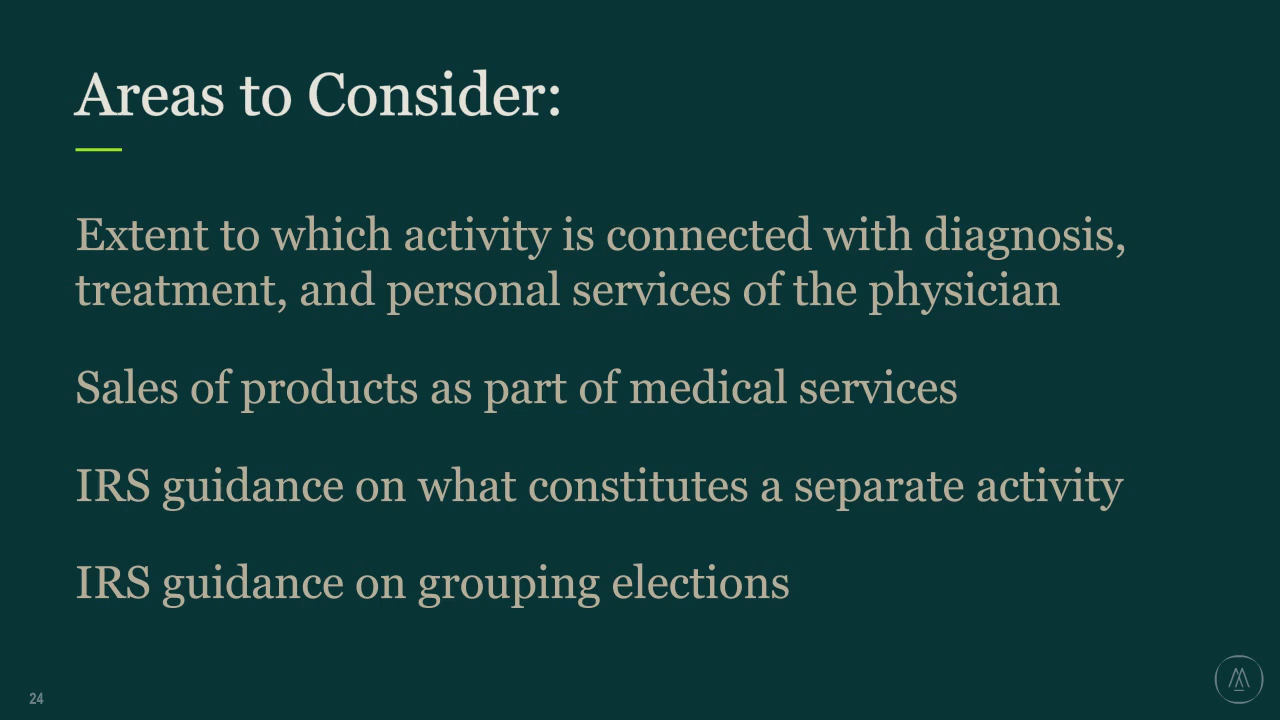 Areas to Consider:
Extent to which activity is connected with diagnosis,
treatment, and personal services of the physician
Sales of products as part of medical services
IRS guidance on what constitutes a separate activity
IRS guidance on grouping elections
24